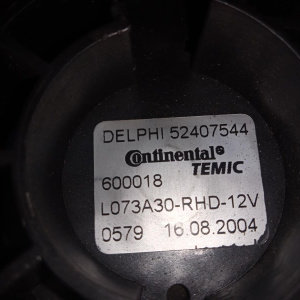 DELPHI 52407544
Continental
TEMIC
600018
L073A30-RHD-12V
0579 16.08.2004